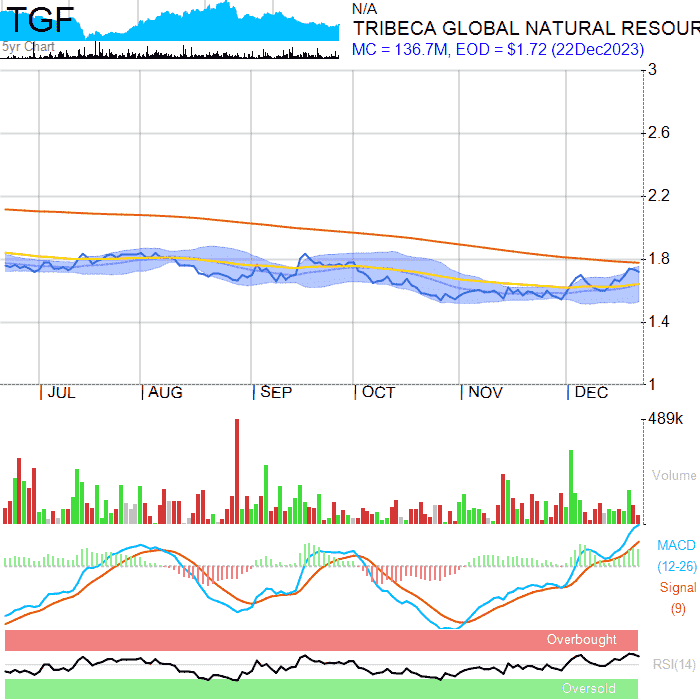 TGF
5yr Chart
N/A
TRIBECA GLOBAL NATURAL RESOUR
MC = 136.7M, EOD = $1.72 (22Dec2023)
3
2.6
2.2
1.8
1.4
1
JUL AUG SEP OCT NOV DEC
489k
Volume
MACD
(12-26)
Signal
(9)
Overbought
RSI(14)
Oversold